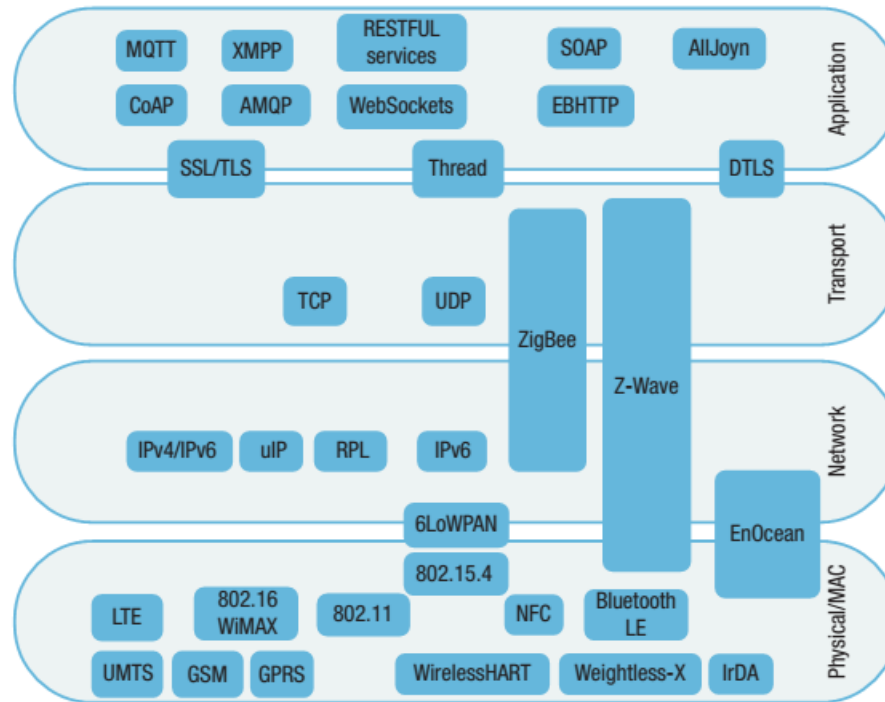 MQTT
XMPP
RESTFUL
services
SOAP
AllJoyn
CoAP
AMQP
WebSockets
EBHTTP
Application
SSL/TLS
Thread
DTLS
Transport
TCP
UDP
ZigBee
Z-Wave
Network
IPv4/IPv6
uIP
RPL
IPv6
6LoWPAN
EnOcean
802.15.4
Physical/MAC
LTE
802.16
WiMAX
802.11
NFC
Bluetooth
LE
UMTS
GSM
GPRS
WirelessHART
Weightless-X
IrDA